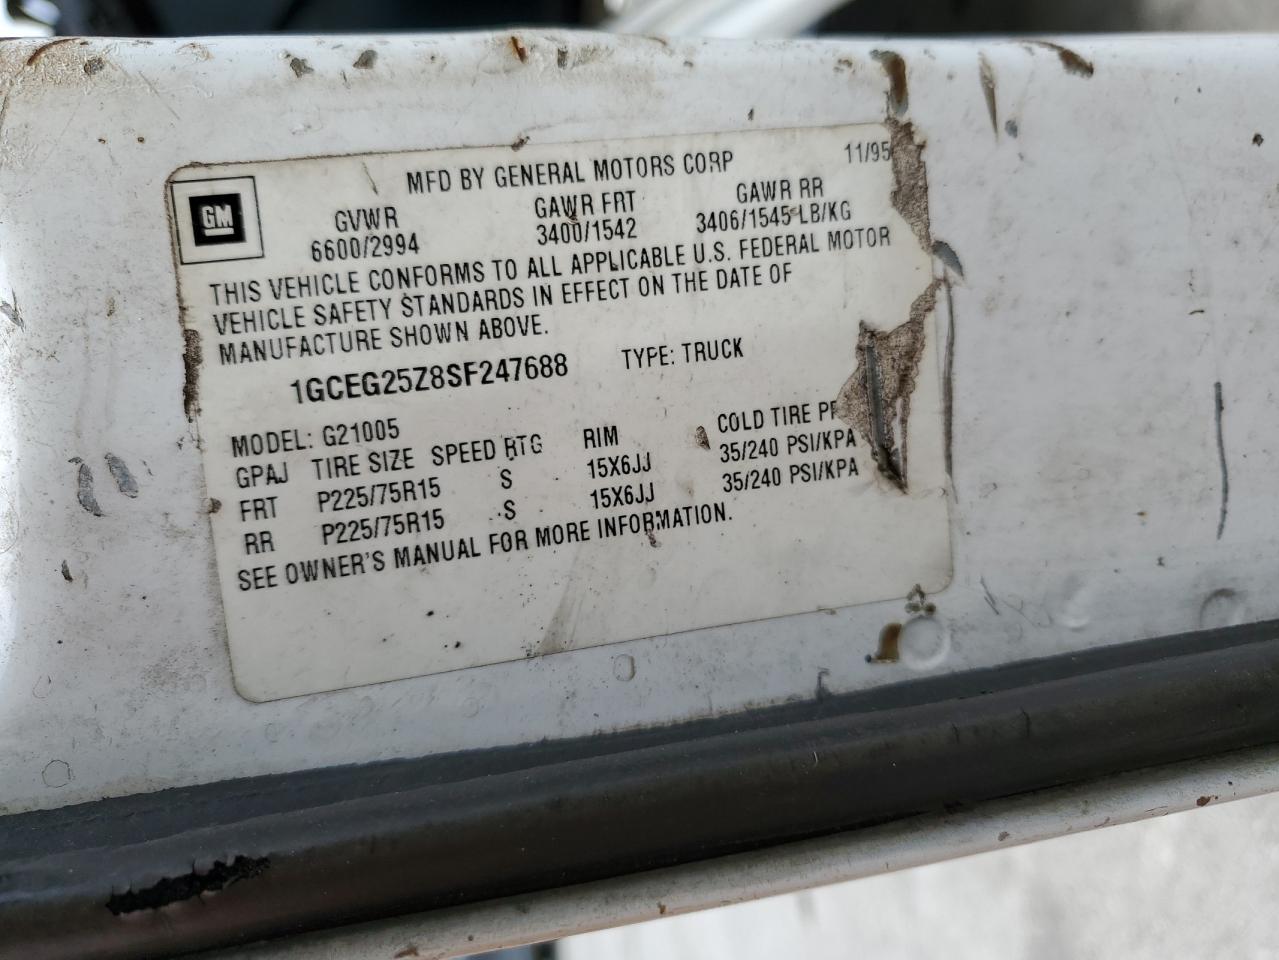 MFD BY GENERAL MOTORS CORP 11/95
GM
GVWR GAWR FRT GAWR RR
6600/2994 3400/1542 3406/1545 LB/KG
THIS VEHICLE CONFORMS TO ALL APPLICABLE U.S. FEDERAL MOTOR
VEHICLE SAFETY STANDARDS IN EFFECT ON THE DATE OF
MANUFACTURE SHOWN ABOVE.
1GCEG25Z8SF247688 TYPE: TRUCK
MODEL: G21005
GPAJ TIRE SIZE SPEED RTG RIM COLD TIRE
FRT P225/75R15 S 15X6JJ 35/240 PSI/KPA
RR P225/75R15 S 15X6JJ 35/240 PSI/KPA
SEE OWNER'S MANUAL FOR MORE INFORMATION.